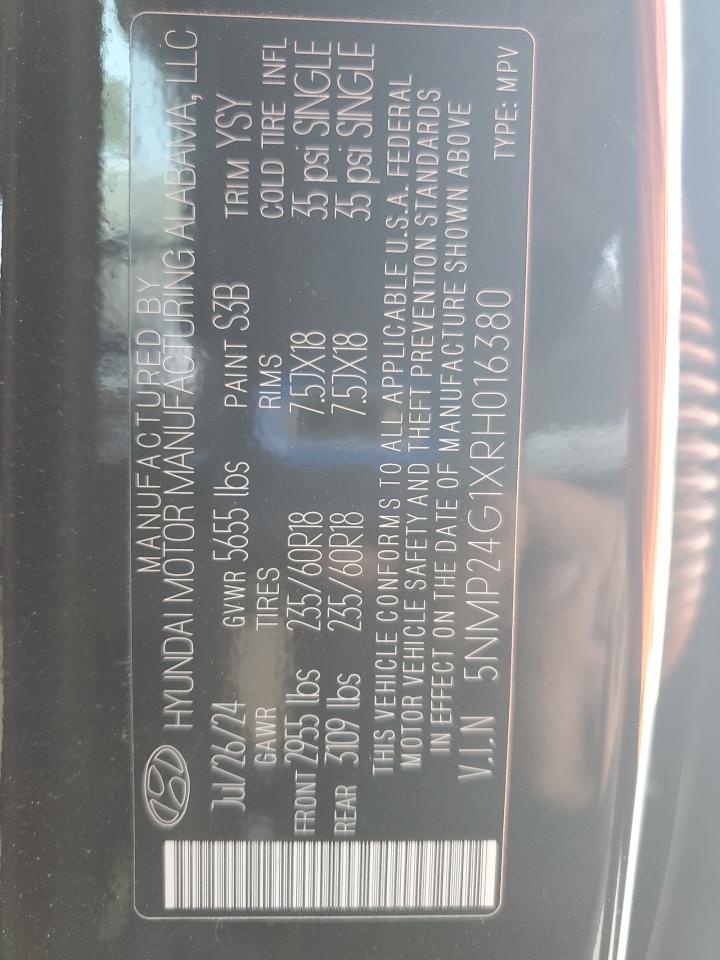 MANUFACTURED BY
HYUNDAI MOTOR MANUFACTURING ALABAMA, LLC
Jul/26/24 GVWR 5655 lbs PAINT S3B TRIM YSY
GAWR TIRES RIMS COLD TIRE INFL
FRONT 2955 lbs 235/60R18 7.5JX18 35 psi SINGLE
REAR 3109 lbs 235/60R18 7.5JX18 35 psi SINGLE
THIS VEHICLE CONFORMS TO ALL APPLICABLE U.S.A. FEDERAL
MOTOR VEHICLE SAFETY AND THEFT PREVENTION STANDARDS
IN EFFECT ON THE DATE OF MANUFACTURE SHOWN ABOVE
V.I.N 5NMP24G1XRH016380 TYPE: MPV